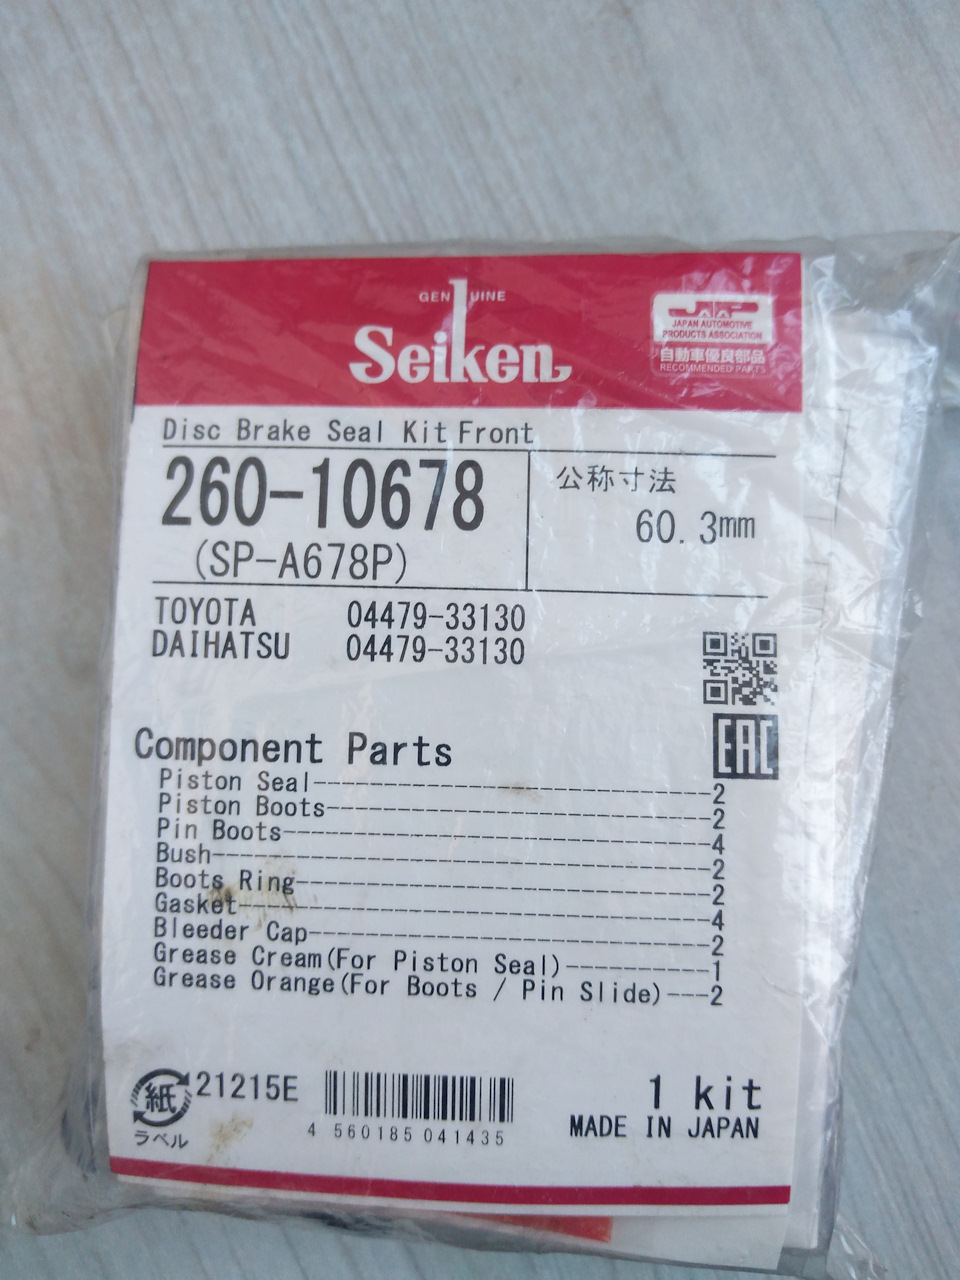 GENUINE
Seiken
JAPAN AUTOMOTIVE
PRODUCTS ASSOCIATION
自動車優良部品
RECOMMENDED PARTS
Disc Brake Seal Kit Front
260-10678
(SP-A678P)
公称寸法
60.3mm
TOYOTA 04479-33130
DAIHATSU 04479-33130
EAC
Component Parts
Piston Seal----------2
Piston Boots----------2
Pin Boots----------4
Bush----------2
Boots Ring----------2
Gasket----------4
Bleeder Cap----------2
Grease Cream(For Piston Seal)----------1
Grease Orange(For Boots / Pin Slide)---2
紙
ラベル
21215E
4 560185 041435
1 kit
MADE IN JAPAN